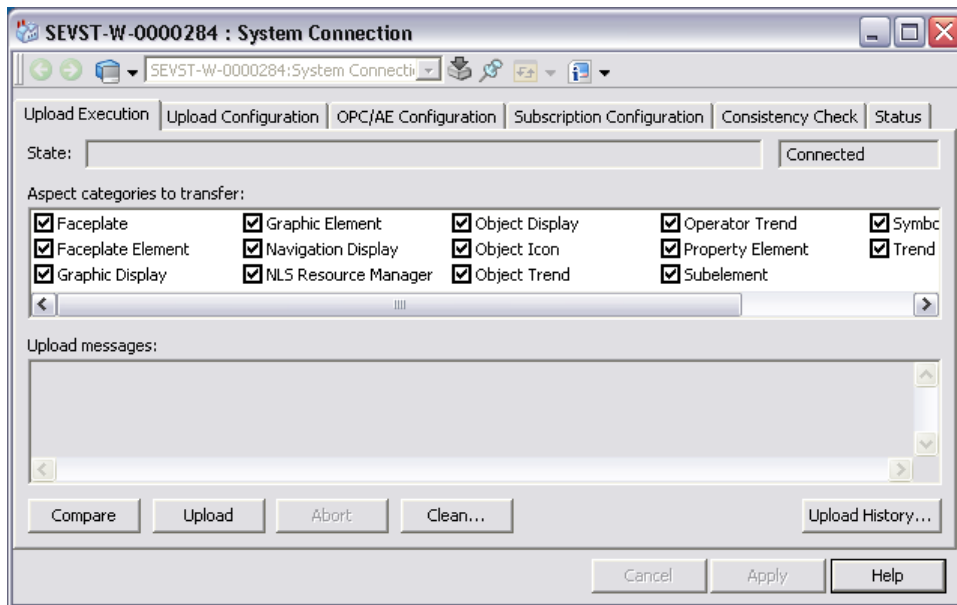 SEVST-W-0000284 : System Connection
SEVST-W-0000284:System Connecti
Upload Execution Upload Configuration OPC/AE Configuration Subscription Configuration Consistency Check Status
State: Connected
Aspect categories to transfer:
Faceplate Graphic Element Object Display Operator Trend Symbc
Faceplate Element Navigation Display Object Icon Property Element Trend
Graphic Display NLS Resource Manager Object Trend Subelement
Upload messages:
Compare Upload Abort Clean... Upload History...
Cancel Apply Help